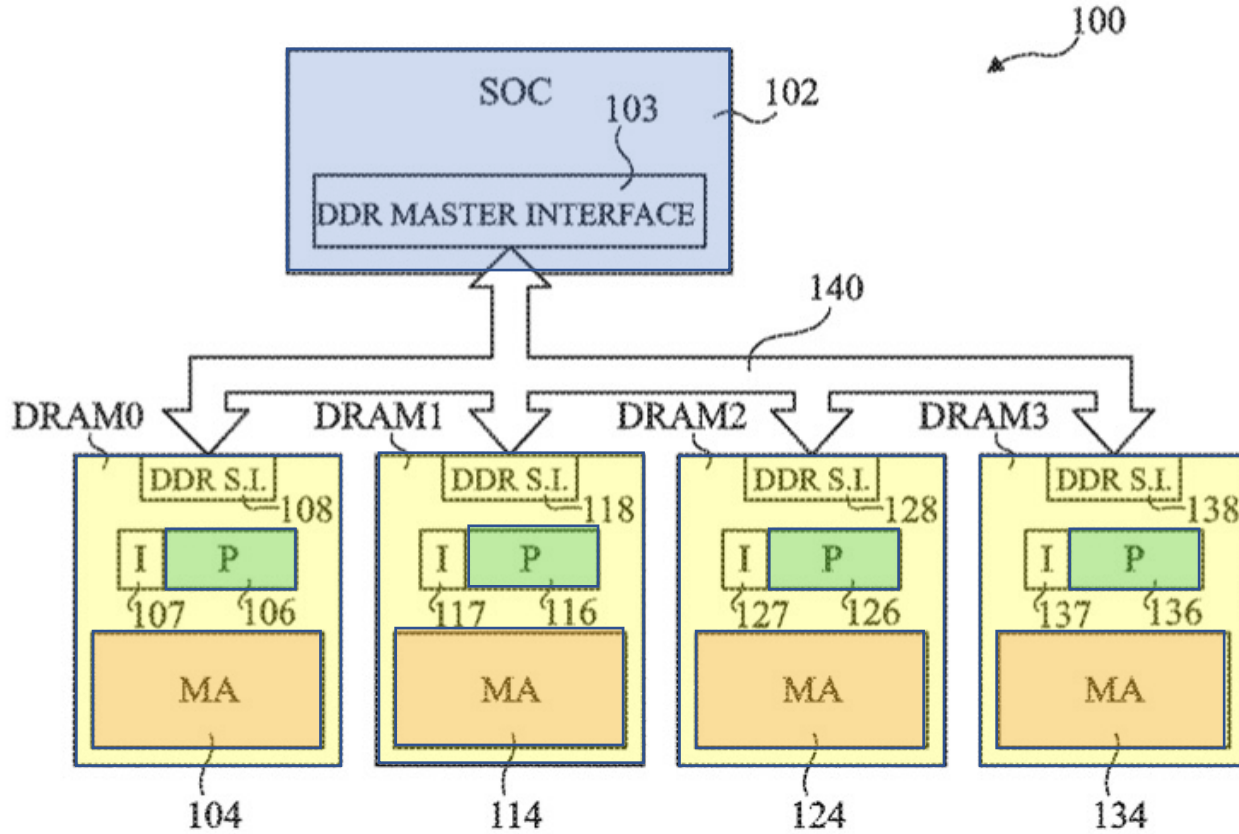 100
SOC
102
103
DDR MASTER INTERFACE
140
DRAM0 DRAM1 DRAM2 DRAM3
DDR S.I. DDR S.I. DDR S.I. DDR S.I.
108 118 128 138
I P I P I P I P
107 106 117 116 127 126 137 136
MA MA MA MA
104 114 124 134